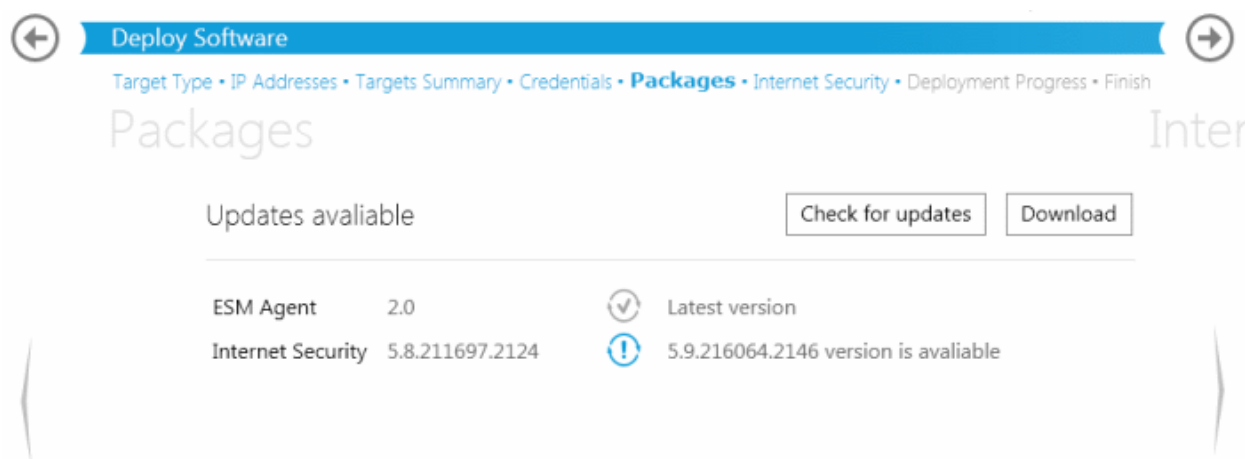 Deploy Software
Target Type • IP Addresses • Targets Summary • Credentials • Packages • Internet Security • Deployment Progress • Finish
Packages Inter
Updates avaliable Check for updates Download
ESM Agent 2.0 Latest version
Internet Security 5.8.211697.2124 5.9.216064.2146 version is avaliable